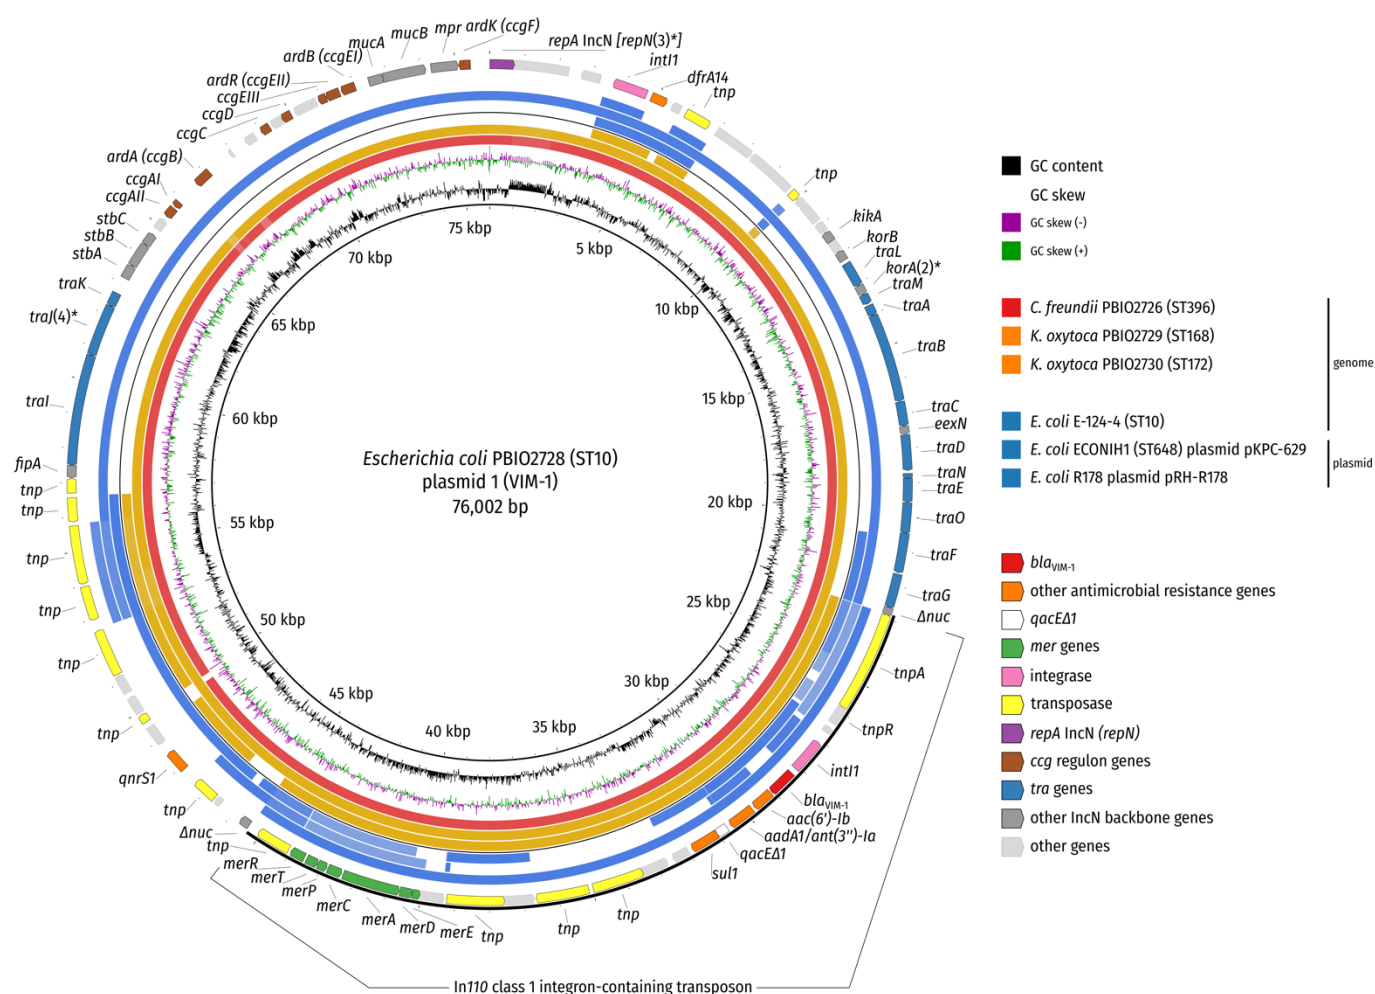 mpr ardK (ccgF)
mucB
mucA
repA IncN [repN(3)*]
ardB (ccgEI)
intI1
ardR (ccgEII)
dfrA14
ccgEIII
tnp
ccgD
ccgC
ardA (ccgB)
ccgAI
ccgAII
stbC
stbB
stbA
traK
traJ(4)*
traI
fipA
tnp
tnp
tnp
tnp
tnp
tnp
qnrS1
tnp
Δnuc
tnp
merR
merT
merP
merC
merA
merD
merE
tnp
tnp
tnp
sul1
qacEΔ1
aadA1/ant(3'')-Ia
aac(6')-Ib
blaVIM-1
intI1
tnpR
tnpA
Δnuc
traG
traF
traO
traE
traN
traD
eexN
traC
traB
traA
traM
korA(2)*
traL
korB
kikA
tnp
75 kbp
5 kbp
10 kbp
15 kbp
20 kbp
25 kbp
30 kbp
35 kbp
40 kbp
45 kbp
50 kbp
55 kbp
60 kbp
65 kbp
70 kbp
Escherichia coli PBIO2728 (ST10)
plasmid 1 (VIM-1)
76,002 bp
In110 class 1 integron-containing transposon
GC content
GC skew
GC skew (-)
GC skew (+)
C. freundii PBIO2726 (ST396)
K. oxytoca PBIO2729 (ST168)
K. oxytoca PBIO2730 (ST172)
genome
E. coli E-124-4 (ST10)
E. coli ECONIH1 (ST648) plasmid pKPC-629
E. coli R178 plasmid pRH-R178
plasmid
blaVIM-1
other antimicrobial resistance genes
qacEΔ1
mer genes
integrase
transposase
repA IncN (repN)
ccg regulon genes
tra genes
other IncN backbone genes
other genes